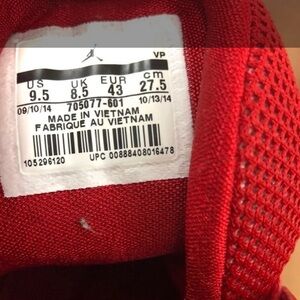 VP
US UK EUR cm
9.5 8.5 43 27.5
09/10/14 10/13/14
705077-601
MADE IN VIETNAM
FABRIQUE AU VIETNAM
105296120 UPC 00888408016478